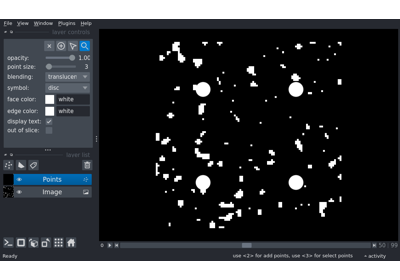 File View Window Plugins Help
layer controls
opacity: 1.00
point size: 3
blending: translucen
symbol: disc
face color: white
edge color: white
display text:
out of slice:
layer list
Points
Image
0 50 99
Ready use <2> for add points, use <3> for select points activity